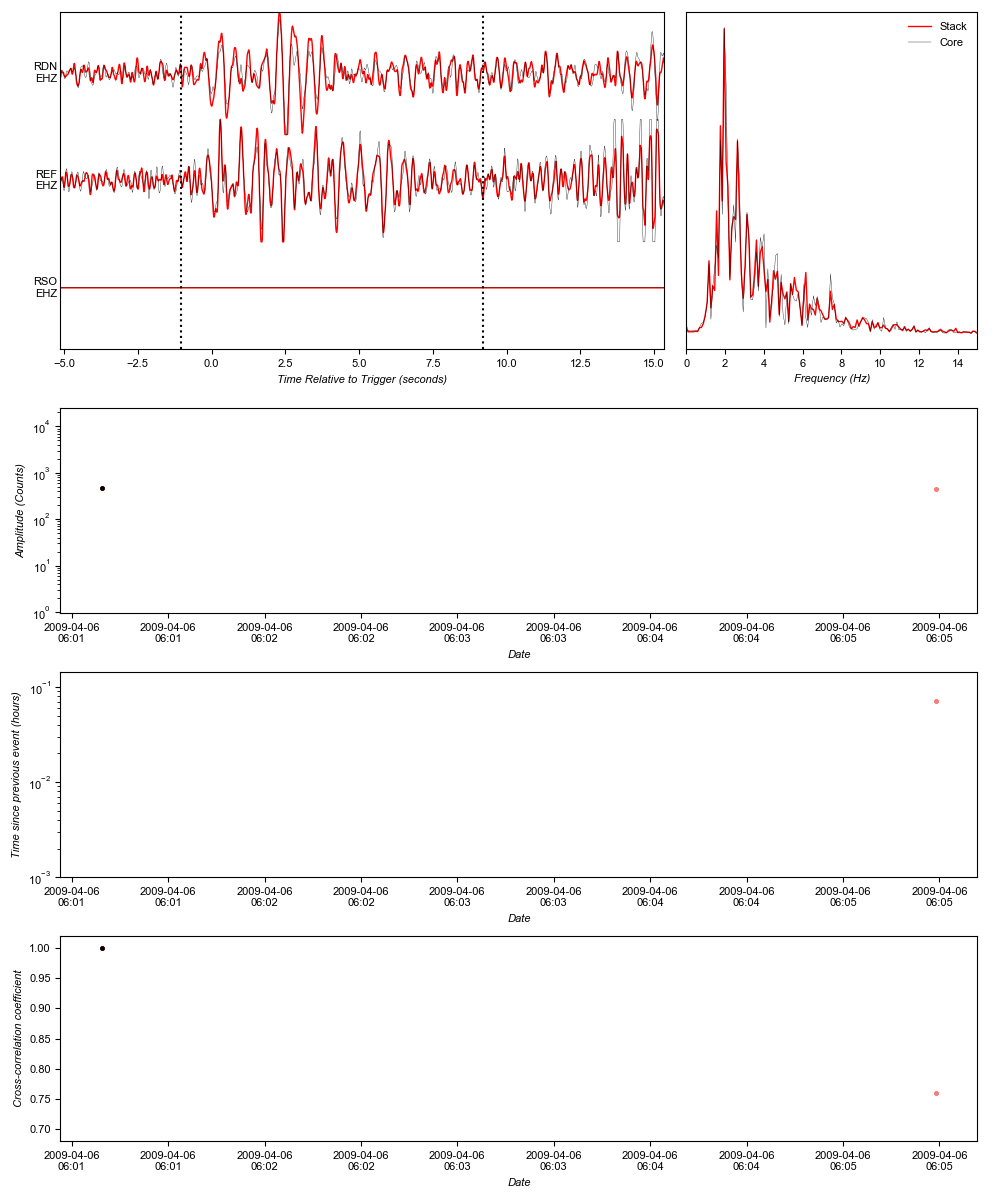 RDN
EHZ
REF
EHZ
RSO
EHZ
−5.0 −2.5 0.0 2.5 5.0 7.5 10.0 12.5 15.0
Time Relative to Trigger (seconds)
Stack
Core
0 2 4 6 8 10 12 14
Frequency (Hz)
Amplitude (Counts)
10⁴
10³
10²
10¹
10⁰
2009-04-06 2009-04-06 2009-04-06 2009-04-06 2009-04-06 2009-04-06 2009-04-06 2009-04-06 2009-04-06 2009-04-06
06:01 06:01 06:02 06:02 06:03 06:03 06:04 06:04 06:05 06:05
Date
Time since previous event (hours)
10⁻¹
10⁻²
10⁻³
2009-04-06 2009-04-06 2009-04-06 2009-04-06 2009-04-06 2009-04-06 2009-04-06 2009-04-06 2009-04-06 2009-04-06
06:01 06:01 06:02 06:02 06:03 06:03 06:04 06:04 06:05 06:05
Date
Cross-correlation coefficient
1.00
0.95
0.90
0.85
0.80
0.75
0.70
2009-04-06 2009-04-06 2009-04-06 2009-04-06 2009-04-06 2009-04-06 2009-04-06 2009-04-06 2009-04-06 2009-04-06
06:01 06:01 06:02 06:02 06:03 06:03 06:04 06:04 06:05 06:05
Date